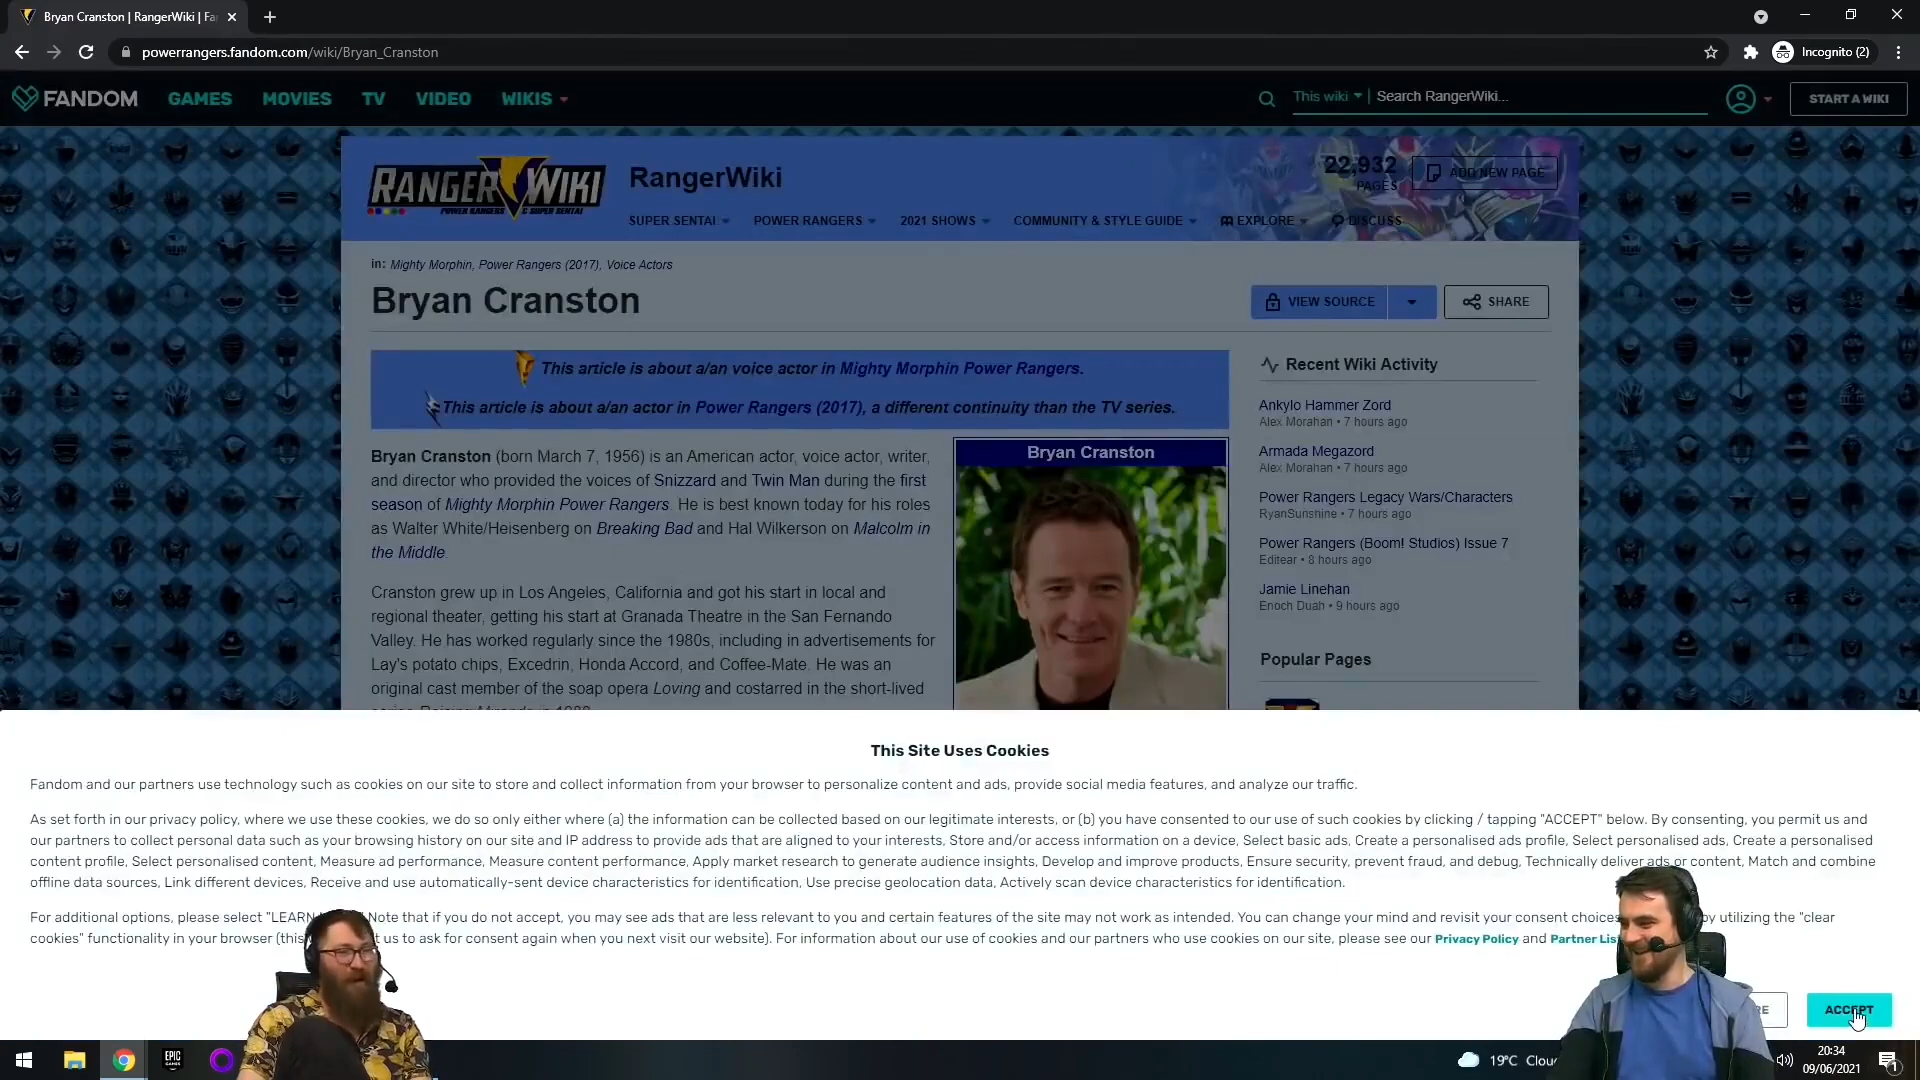 Bryan Cranston | RangerWiki | Fa
powerrangers.fandom.com/wiki/Bryan_Cranston
Incognito (2)
FANDOM
GAMES
MOVIES
TV
VIDEO
WIKIS
This wiki
Search RangerWiki...
START A WIKI
RANGER WIKI
POWER RANGERS & SUPER SENTAI
RangerWiki
22,932
PAGES
ADD NEW PAGE
SUPER SENTAI
POWER RANGERS
2021 SHOWS
COMMUNITY & STYLE GUIDE
EXPLORE
DISCUSS
in: Mighty Morphin, Power Rangers (2017), Voice Actors
Bryan Cranston
VIEW SOURCE
SHARE
This article is about a/an voice actor in Mighty Morphin Power Rangers.
This article is about a/an actor in Power Rangers (2017), a different continuity than the TV series.
Bryan Cranston (born March 7, 1956) is an American actor, voice actor, writer,
and director who provided the voices of Snizzard and Twin Man during the first
season of Mighty Morphin Power Rangers. He is best known today for his roles
as Walter White/Heisenberg on Breaking Bad and Hal Wilkerson on Malcolm in
the Middle.
Cranston grew up in Los Angeles, California and got his start in local and
regional theater, getting his start at Granada Theatre in the San Fernando
Valley. He has worked regularly since the 1980s, including in advertisements for
Lay's potato chips, Excedrin, Honda Accord, and Coffee-Mate. He was an
original cast member of the soap opera Loving and costarred in the short-lived
Bryan Cranston
Recent Wiki Activity
Ankylo Hammer Zord
Alex Morahan • 7 hours ago
Armada Megazord
Alex Morahan • 7 hours ago
Power Rangers Legacy Wars/Characters
RyanSunshine • 7 hours ago
Power Rangers (Boom! Studios) Issue 7
Editear • 8 hours ago
Jamie Linehan
Enoch Duah • 9 hours ago
Popular Pages
This Site Uses Cookies
Fandom and our partners use technology such as cookies on our site to store and collect information from your browser to personalize content and ads, provide social media features, and analyze our traffic.
As set forth in our privacy policy, where we use these cookies, we do so only either where (a) the information can be collected based on our legitimate interests, or (b) you have consented to our use of such cookies by clicking / tapping "ACCEPT" below. By consenting, you permit us and
our partners to collect personal data such as your browsing history on our site and IP address to provide ads that are aligned to your interests, Store and/or access information on a device, Select basic ads, Create a personalised ads profile, Select personalised ads, Create a personalised
content profile, Select personalised content, Measure ad performance, Measure content performance, Apply market research to generate audience insights, Develop and improve products, Ensure security, prevent fraud, and debug, Technically deliver ads or content, Match and combine
offline data sources, Link different devices, Receive and use automatically-sent device characteristics for identification, Use precise geolocation data, Actively scan device characteristics for identification.
For additional options, please select "LEARN Note that if you do not accept, you may see ads that are less relevant to you and certain features of the site may not work as intended. You can change your mind and revisit your consent choices by utilizing the "clear
cookies" functionality in your browser (this us to ask for consent again when you next visit our website). For information about our use of cookies and our partners who use cookies on our site, please see our Privacy Policy and Partner Lis
RE
ACCEPT
EPIC
GAMES
19°C Clou
20:34
09/06/2021
1